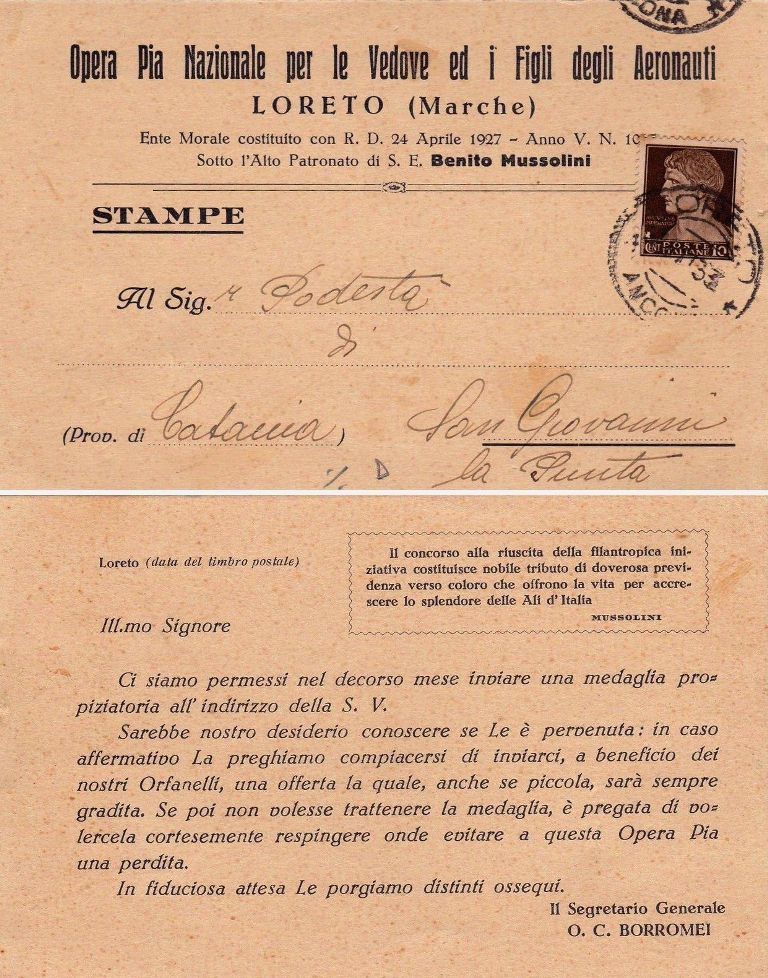 ONA
Opera Pia Nazionale per le Vedove ed i Figli degli Aeronauti
LORETO (Marche)
Ente Morale costituito con R. D. 24 Aprile 1927 - Anno V. N.
Sotto l'Alto Patronato di S. E. Benito Mussolini
STAMPE
POSTE
ITALIANE
CENT 10
LORETO
33
ANCO
Al Sig.r Podestà
di
(Prov. di Catania) San Giovanni
la Punta
Loreto (data del timbro postale)
Il concorso alla riuscita della filantropica ini-
ziativa costituisce nobile tributo di doverosa previ-
denza verso coloro che offrono la vita per accre-
scere lo splendore delle Ali d'Italia
MUSSOLINI
Ill.mo Signore
Ci siamo permessi nel decorso mese inviare una medaglia pro=
piziatoria all'indirizzo della S. V.
Sarebbe nostro desiderio conoscere se Le è pervenuta: in caso
affermativo La preghiamo compiacersi di inviarci, a beneficio dei
nostri Orfanelli, una offerta la quale, anche se piccola, sarà sempre
gradita. Se poi non volesse trattenere la medaglia, è pregata di vo=
lercela cortesemente respingere onde evitare a questa Opera Pia
una perdita.
In fiduciosa attesa Le porgiamo distinti ossequi.
Il Segretario Generale
O. C. BORROMEI